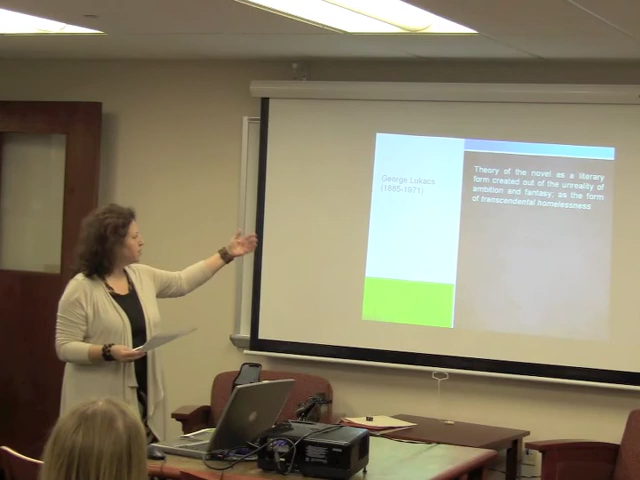 George Lukacs
(1885-1971)
Theory of the novel as a literary
form created out of the unreality of
ambition and fantasy; as the form
of transcendental homelessness